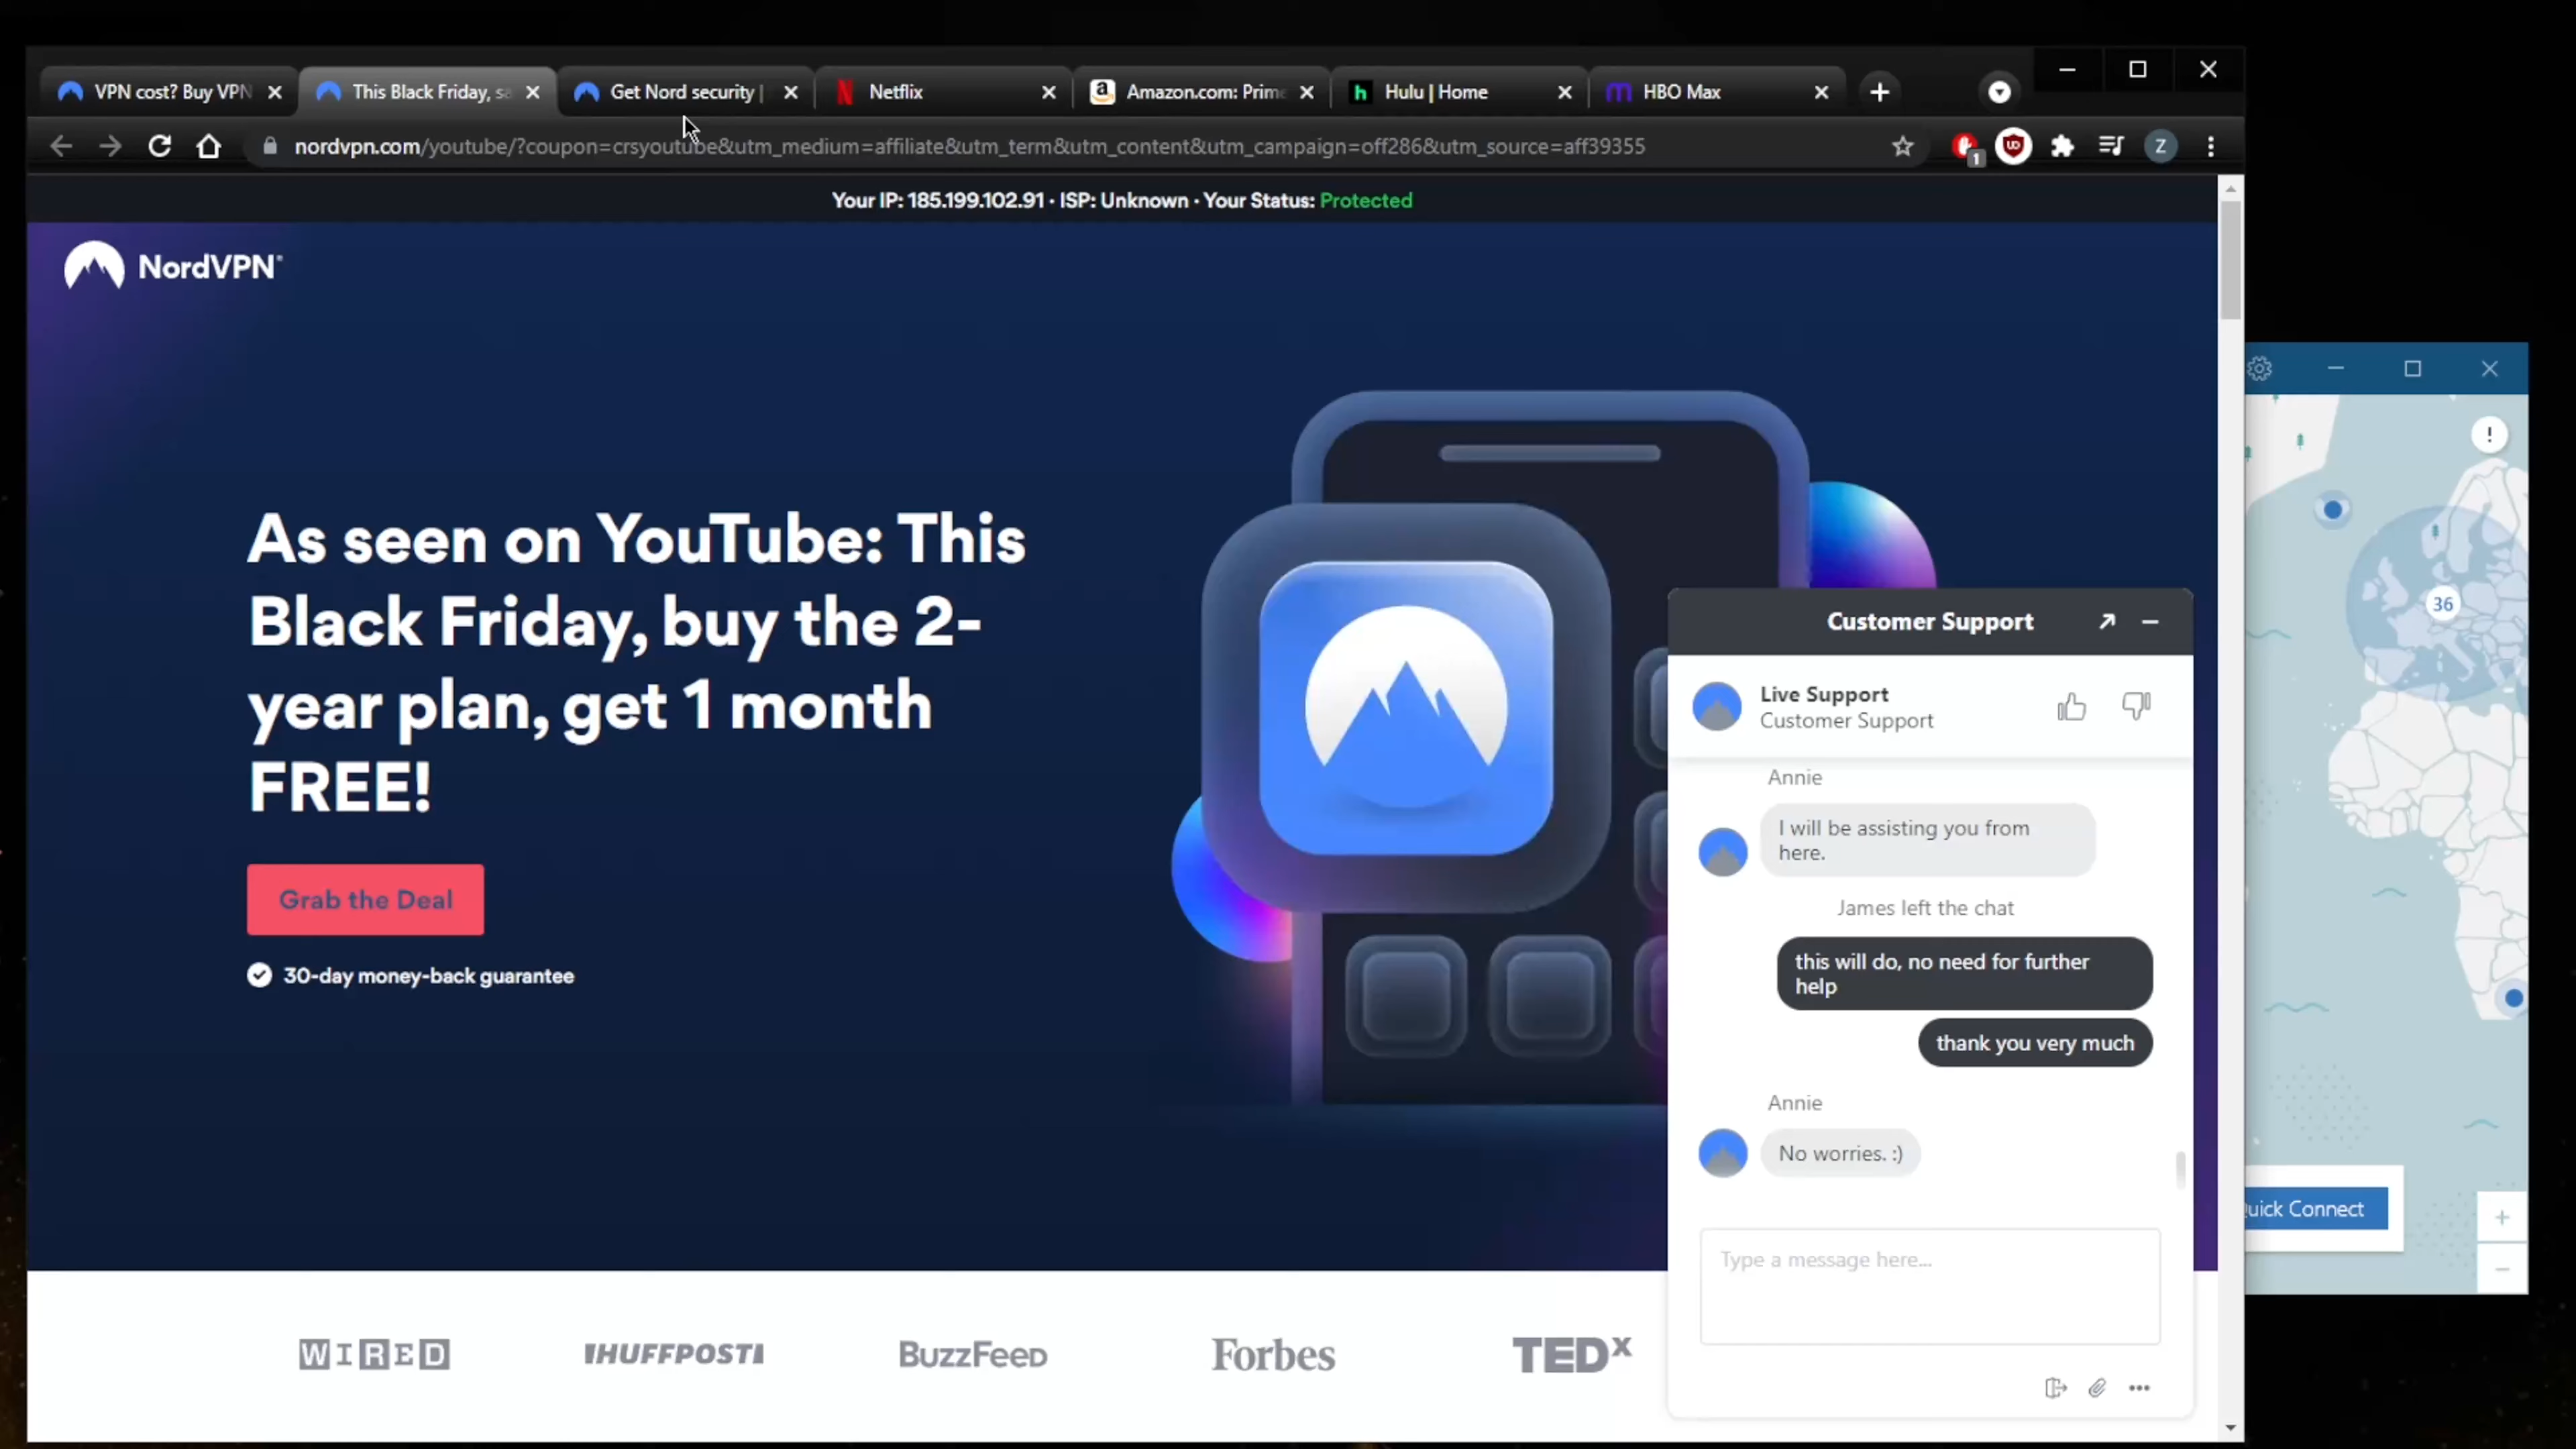 VPN cost? Buy VPN
This Black Friday, sa
Get Nord security |
Netflix
Amazon.com: Prime
Hulu | Home
HBO Max
nordvpn.com/youtube/?coupon=crsyoutube&utm_medium=affiliate&utm_term&utm_content&utm_campaign=off286&utm_source=aff39355
1
Z
Your IP: 185.199.102.91 · ISP: Unknown · Your Status: Protected
NordVPN®
As seen on YouTube: This
Black Friday, buy the 2-
year plan, get 1 month
FREE!
Grab the Deal
30-day money-back guarantee
WIRED
HUFFPOST
BuzzFeed
Forbes
TEDx
Customer Support
Live Support
Customer Support
Annie
I will be assisting you from
here.
James left the chat
this will do, no need for further
help
thank you very much
Annie
No worries. :)
Type a message here...
36
uick Connect